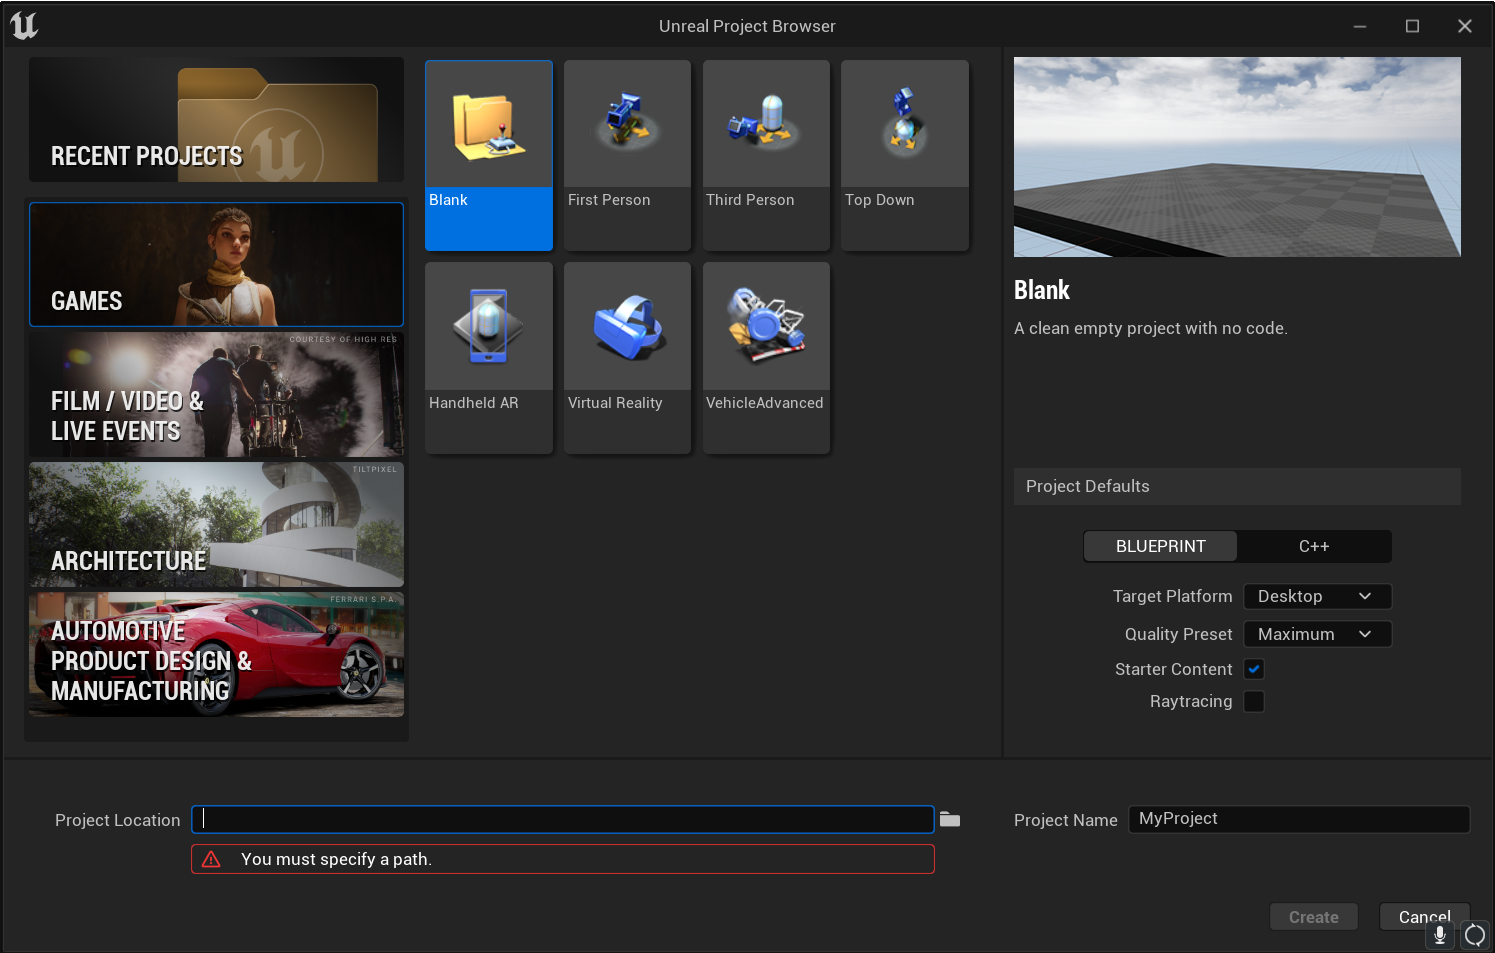 Unreal Project Browser
RECENT PROJECTS
GAMES
COURTESY OF HIGH RES
FILM / VIDEO &
LIVE EVENTS
TILTPIXEL
ARCHITECTURE
FERRARI S.P.A.
AUTOMOTIVE
PRODUCT DESIGN &
MANUFACTURING
Blank
First Person
Third Person
Top Down
Handheld AR
Virtual Reality
VehicleAdvanced
Blank
A clean empty project with no code.
Project Defaults
BLUEPRINT
C++
Target Platform
Desktop
Quality Preset
Maximum
Starter Content
Raytracing
Project Location
You must specify a path.
Project Name
MyProject
Create
Cancel